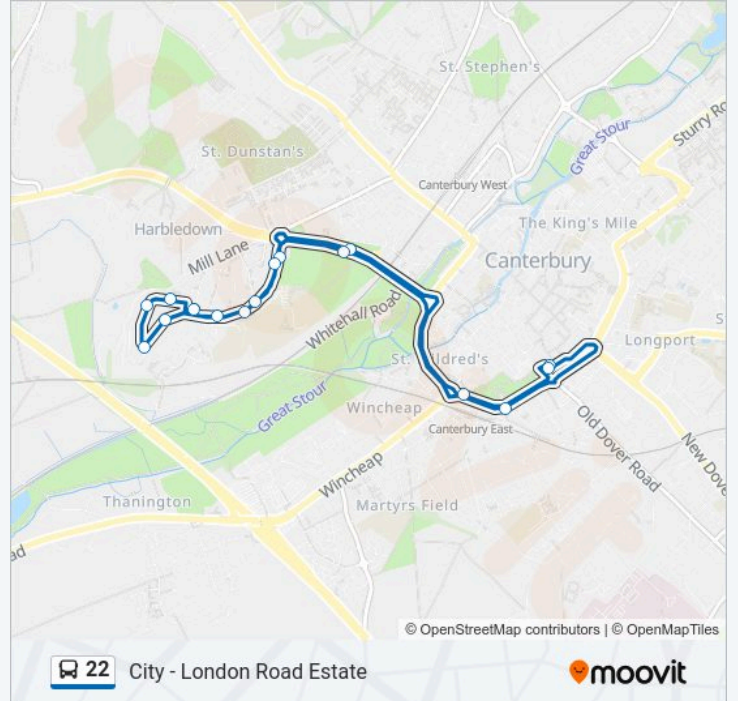 St. Stephen's
Sturry Ro
Great Stour
St. Dunstan's
Canterbury West
The King's Mile
Harbledown
Mill Lane
Canterbury
Whitehall Road
Longport
S
St. Mildred's
Great Stour
Wincheap
Canterbury East
Old Dover Road
New Dove
Wincheap
Thanington
Martyrs Field
ad
© OpenStreetMap contributors | © OpenMapTiles
22 City - London Road Estate
moovit